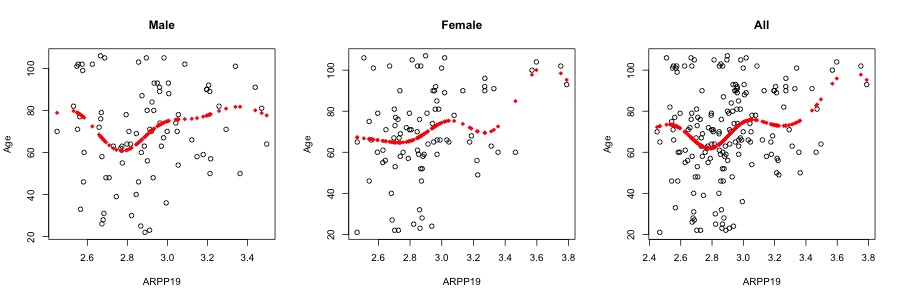 Male
Female
All
Age
20 40 60 80 100
2.6 2.8 3.0 3.2 3.4
ARPP19
Age
20 40 60 80 100
2.6 2.8 3.0 3.2 3.4 3.6 3.8
ARPP19
Age
20 40 60 80 100
2.4 2.6 2.8 3.0 3.2 3.4 3.6 3.8
ARPP19